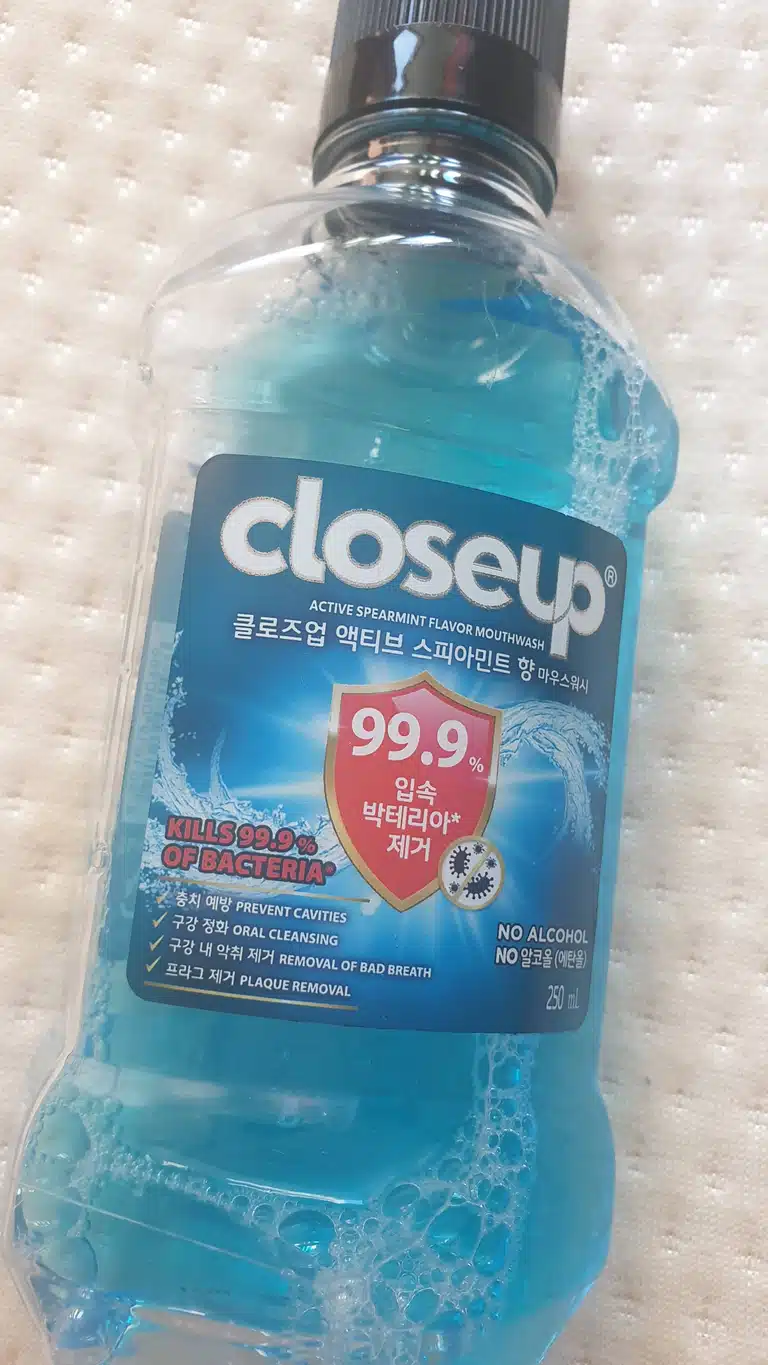 closeup®
ACTIVE SPEARMINT FLAVOR MOUTHWASH
클로즈업 액티브 스피아민트 향 마우스워시
99.9%
입속
박테리아*
제거
KILLS 99.9%
OF BACTERIA*
충치 예방 PREVENT CAVITIES
구강 정화 ORAL CLEANSING
구강 내 악취 제거 REMOVAL OF BAD BREATH
프라그 제거 PLAQUE REMOVAL
NO ALCOHOL
NO 알코올 (에탄올)
250 mL